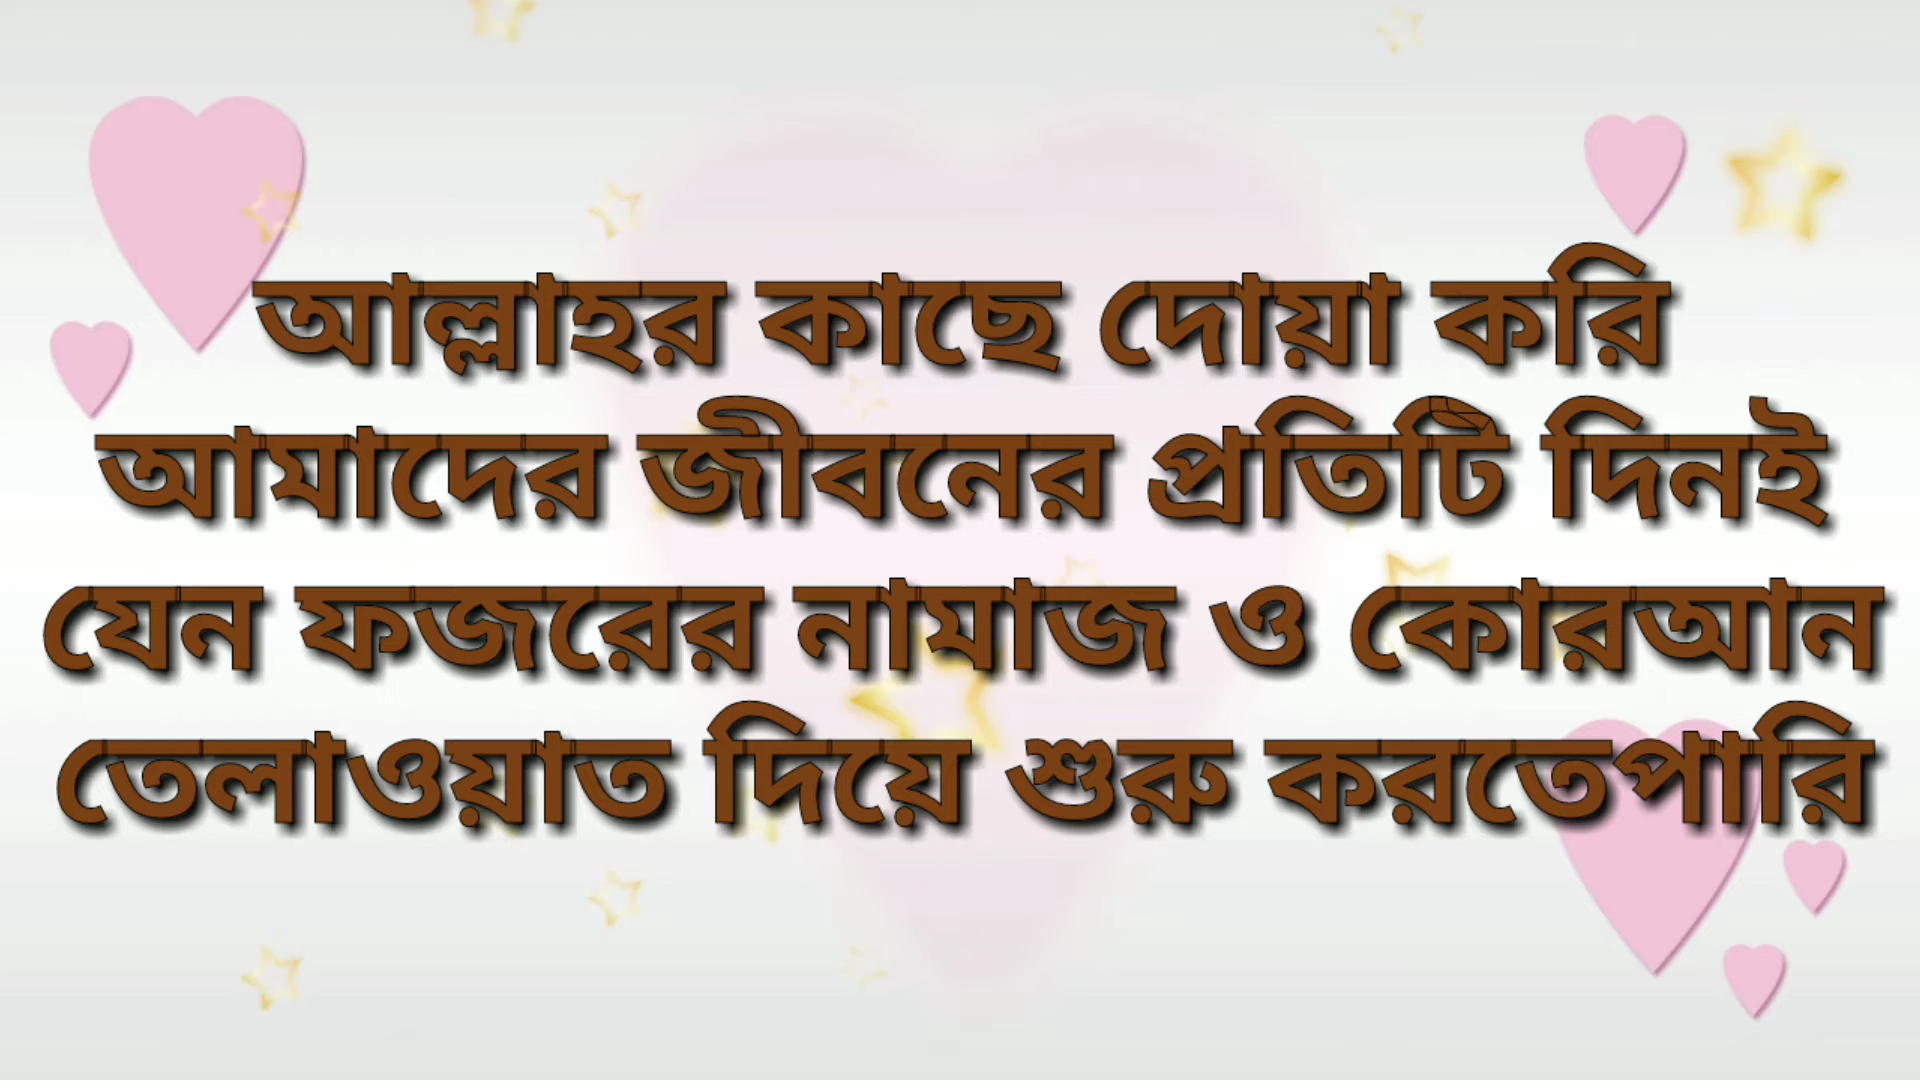 আল্লাহর কাছে দোয়া করি
আমাদের জীবনের প্রতিটি দিনই
যেন ফজরের নামাজ ও কোরআন
তেলাওয়াত দিয়ে শুরু করতেপারি